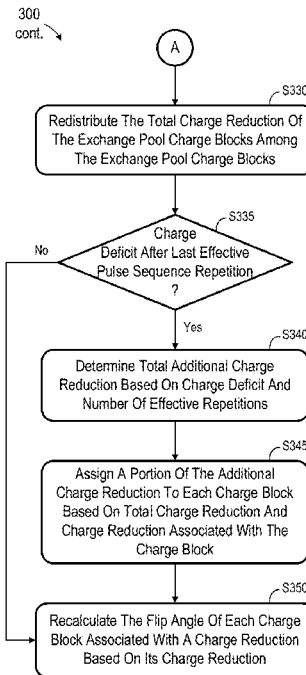 300
cont.
A
S330
Redistribute The Total Charge Reduction Of
The Exchange Pool Charge Blocks Among
The Exchange Pool Charge Blocks
S335
Charge
Deficit After Last Effective
Pulse Sequence Repetition
?
No
Yes
S340
Determine Total Additional Charge
Reduction Based On Charge Deficit And
Number Of Effective Repetitions
S345
Assign A Portion Of The Additional
Charge Reduction To Each Charge Block
Based On Total Charge Reduction And
Charge Reduction Associated With The
Charge Block
S350
Recalculate The Flip Angle Of Each Charge
Block Associated With A Charge Reduction
Based On Its Charge Reduction